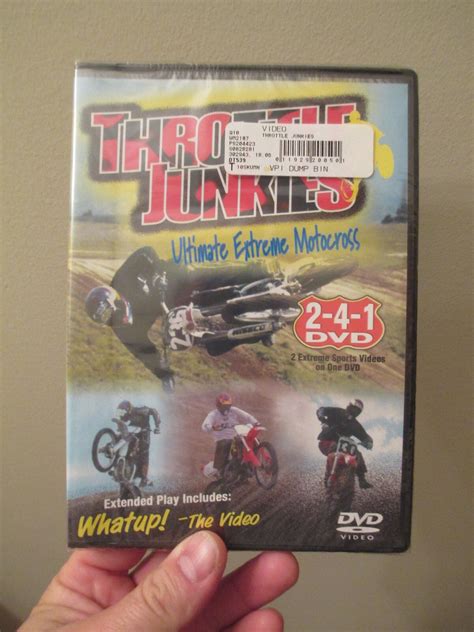 THROTTLE
JUNKIES
VIDEO
THROTTLE JUNKIES
VPI DUMP BIN
Ultimate Extreme Motocross
2-4-1
DVD
2 Extreme Sports Videos
on One DVD
WISECO
Extended Play Includes:
Whatup! -The Video
DVD
VIDEO